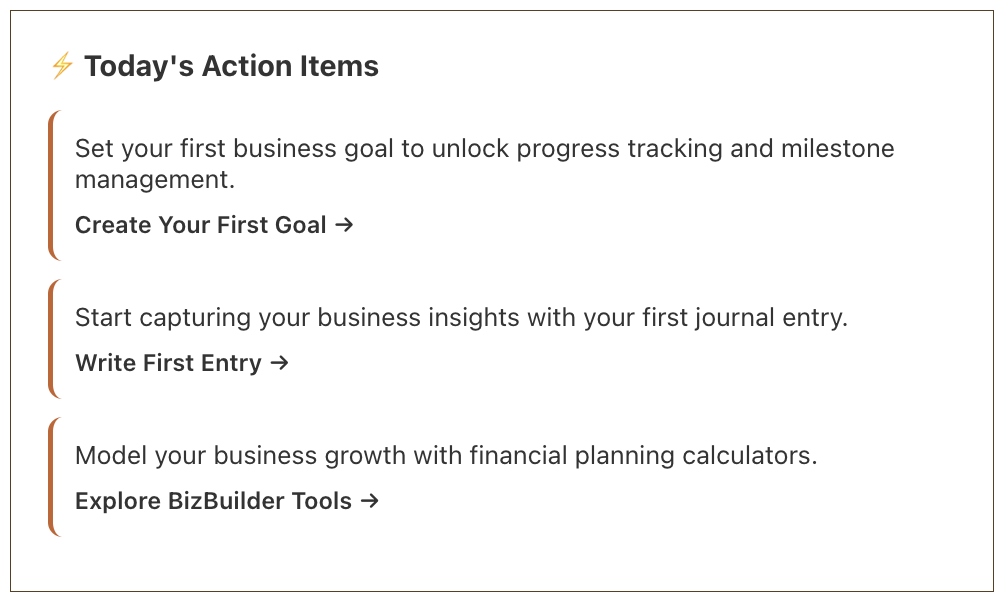 ⚡ Today's Action Items
Set your first business goal to unlock progress tracking and milestone
management.
Create Your First Goal →
Start capturing your business insights with your first journal entry.
Write First Entry →
Model your business growth with financial planning calculators.
Explore BizBuilder Tools →